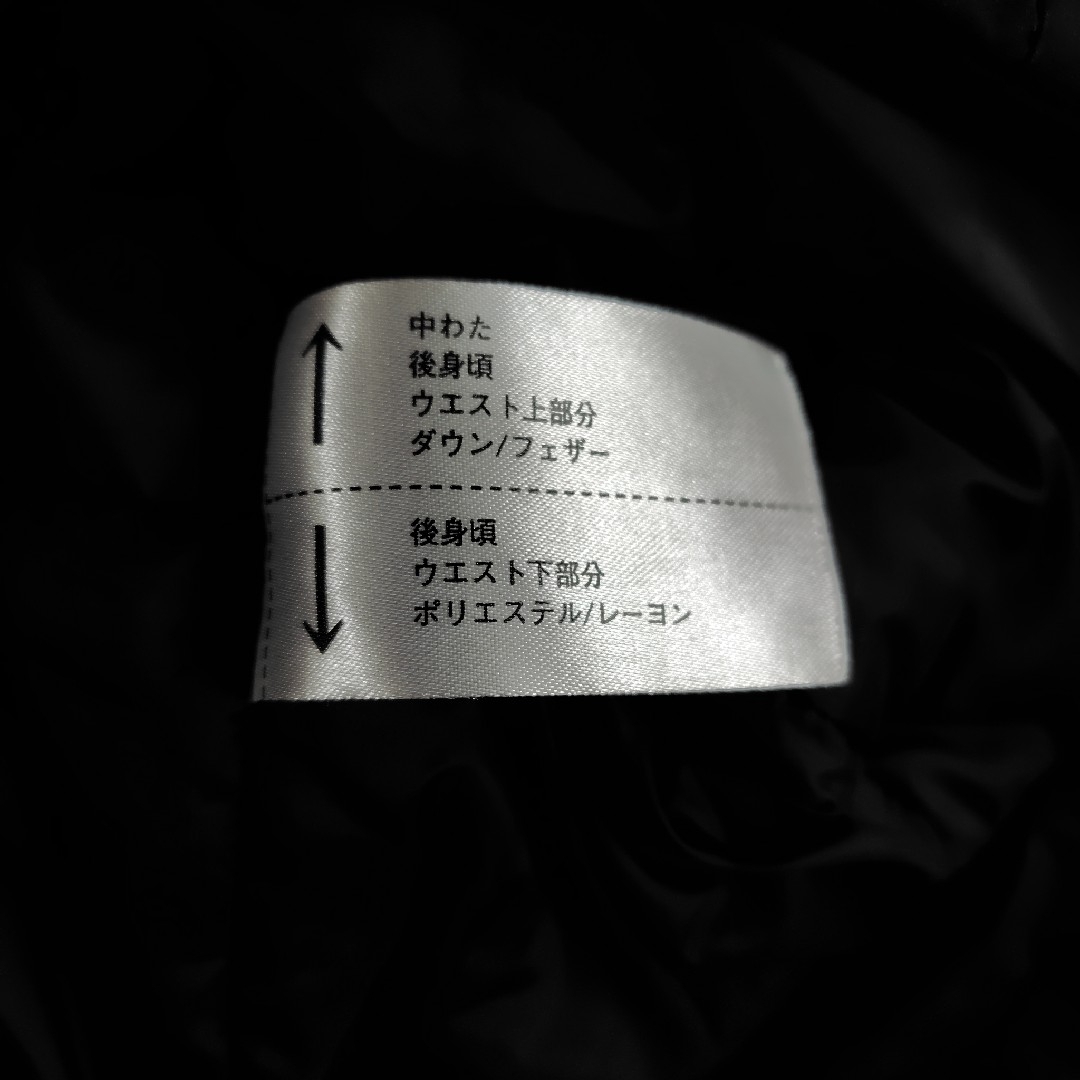 中わた
後身頃
ウエスト上部分
ダウン/フェザー
後身頃
ウエスト下部分
ポリエステル/レーヨン